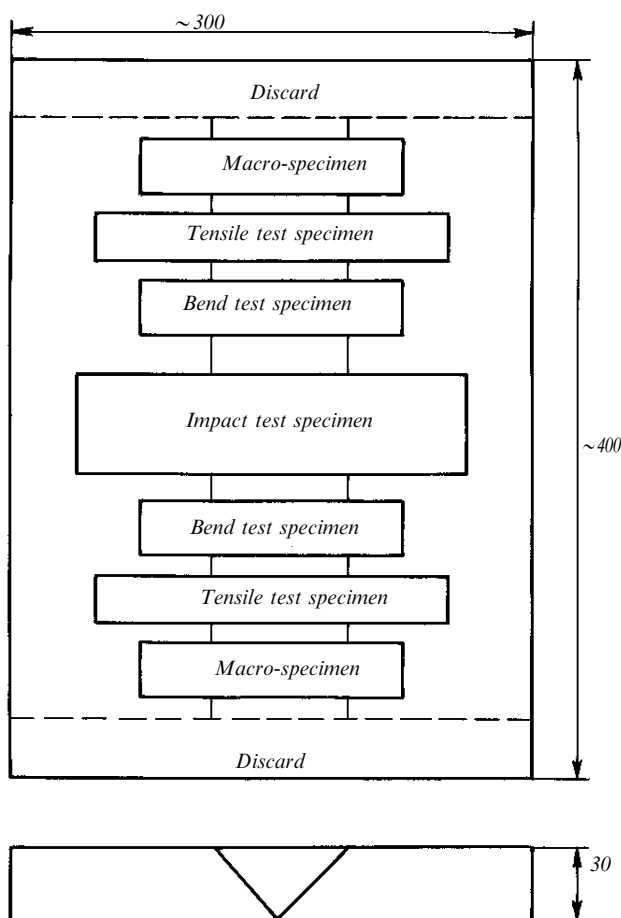 ~300
Discard
Macro-specimen
Tensile test specimen
Bend test specimen
Impact test specimen
~400
Bend test specimen
Tensile test specimen
Macro-specimen
Discard
30